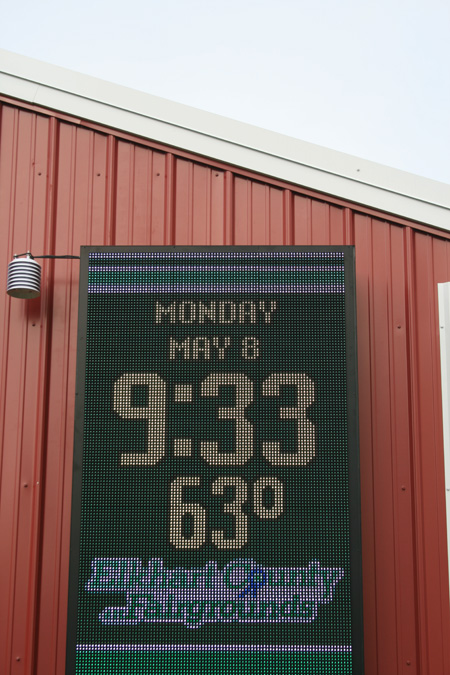 MONDAY
MAY 8
9:33
63°
Elkhart County
Fairgrounds